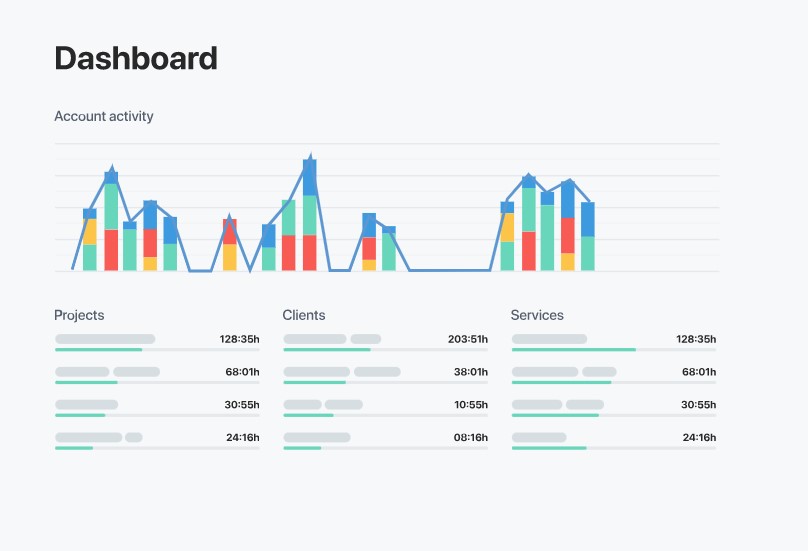 Dashboard
Account activity
Projects
128:35h
68:01h
30:55h
24:16h
Clients
203:51h
38:01h
10:55h
08:16h
Services
128:35h
68:01h
30:55h
24:16h